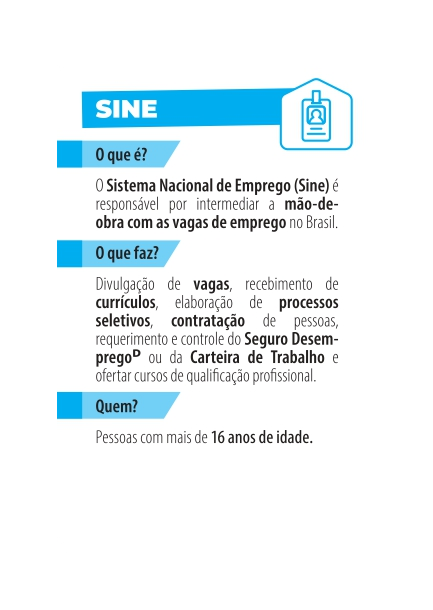 SINE
O que é?
O Sistema Nacional de Emprego (Sine) é
responsável por intermediar a mão-de-
obra com as vagas de emprego no Brasil.
O que faz?
Divulgação de vagas, recebimento de
currículos, elaboração de processos
seletivos, contratação de pessoas,
requerimento e controle do Seguro Desem-
pregoᴰ ou da Carteira de Trabalho e
ofertar cursos de qualificação profissional.
Quem?
Pessoas com mais de 16 anos de idade.